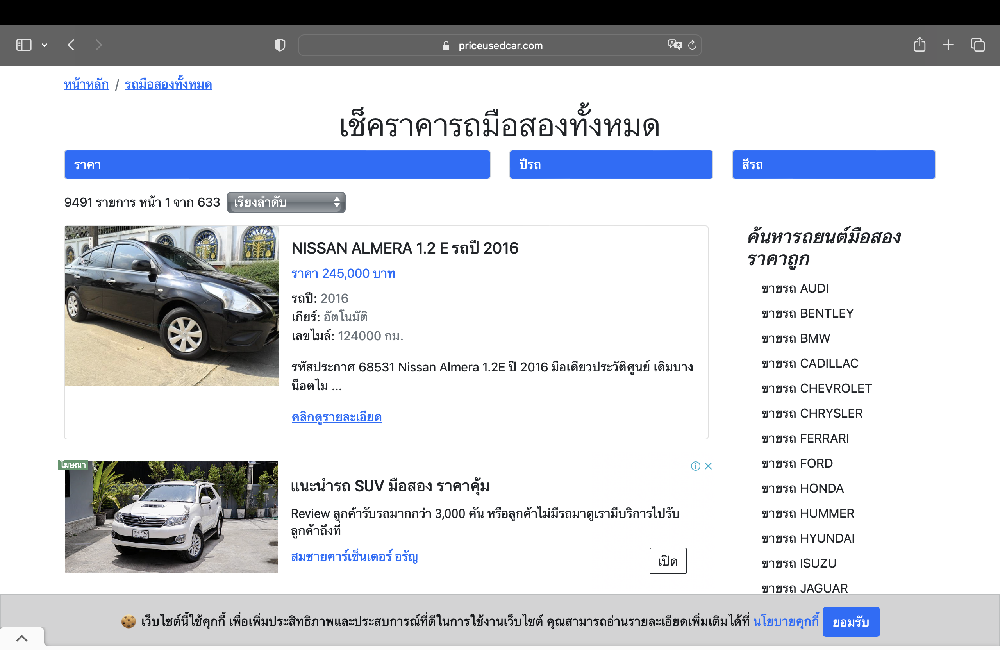 priceusedcar.com
หน้าหลัก / รถมือสองทั้งหมด
เช็คราคารถมือสองทั้งหมด
ราคา
ปีรถ
สีรถ
9491 รายการ หน้า 1 จาก 633
เรียงลำดับ
NISSAN ALMERA 1.2 E รถปี 2016
ราคา 245,000 บาท
รถปี: 2016
เกียร์: อัตโนมัติ
เลขไมล์: 124000 กม.
รหัสประกาศ 68531 Nissan Almera 1.2E ปี 2016 มือเดียวประวัติศูนย์ เดิมบาง
น็อตไม ...
คลิกดูรายละเอียด
โฆษณา
แนะนำรถ SUV มือสอง ราคาคุ้ม
Review ลูกค้ารับรถมากกว่า 3,000 คัน หรือลูกค้าไม่มีรถมาดูเรามีบริการไปรับ
ลูกค้าถึงที่
สมชายคาร์เซ็นเตอร์ อรัญ
เปิด
ค้นหารถยนต์มือสอง
ราคาถูก
ขายรถ AUDI
ขายรถ BENTLEY
ขายรถ BMW
ขายรถ CADILLAC
ขายรถ CHEVROLET
ขายรถ CHRYSLER
ขายรถ FERRARI
ขายรถ FORD
ขายรถ HONDA
ขายรถ HUMMER
ขายรถ HYUNDAI
ขายรถ ISUZU
ขายรถ JAGUAR
เว็บไซต์นี้ใช้คุกกี้ เพื่อเพิ่มประสิทธิภาพและประสบการณ์ที่ดีในการใช้งานเว็บไซต์ คุณสามารถอ่านรายละเอียดเพิ่มเติมได้ที่ นโยบายคุกกี้
ยอมรับ